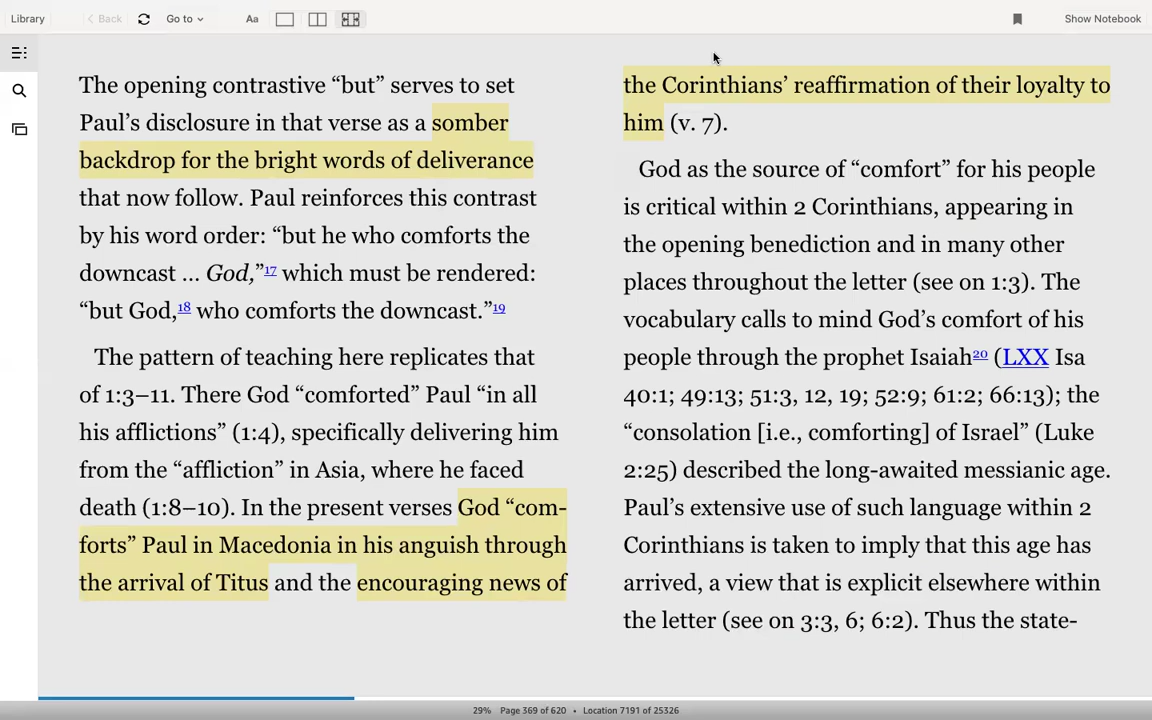 Library
Back
Go to
Aa
Show Notebook
The opening contrastive “but” serves to set
Paul’s disclosure in that verse as a somber
backdrop for the bright words of deliverance
that now follow. Paul reinforces this contrast
by his word order: “but he who comforts the
downcast … God,”17 which must be rendered:
“but God,18 who comforts the downcast.”19
The pattern of teaching here replicates that
of 1:3–11. There God “comforted” Paul “in all
his afflictions” (1:4), specifically delivering him
from the “affliction” in Asia, where he faced
death (1:8–10). In the present verses God “com-
forts” Paul in Macedonia in his anguish through
the arrival of Titus and the encouraging news of
the Corinthians’ reaffirmation of their loyalty to
him (v. 7).
God as the source of “comfort” for his people
is critical within 2 Corinthians, appearing in
the opening benediction and in many other
places throughout the letter (see on 1:3). The
vocabulary calls to mind God’s comfort of his
people through the prophet Isaiah20 (LXX Isa
40:1; 49:13; 51:3, 12, 19; 52:9; 61:2; 66:13); the
“consolation [i.e., comforting] of Israel” (Luke
2:25) described the long-awaited messianic age.
Paul’s extensive use of such language within 2
Corinthians is taken to imply that this age has
arrived, a view that is explicit elsewhere within
the letter (see on 3:3, 6; 6:2). Thus the state-
29% Page 369 of 620 • Location 7191 of 25326